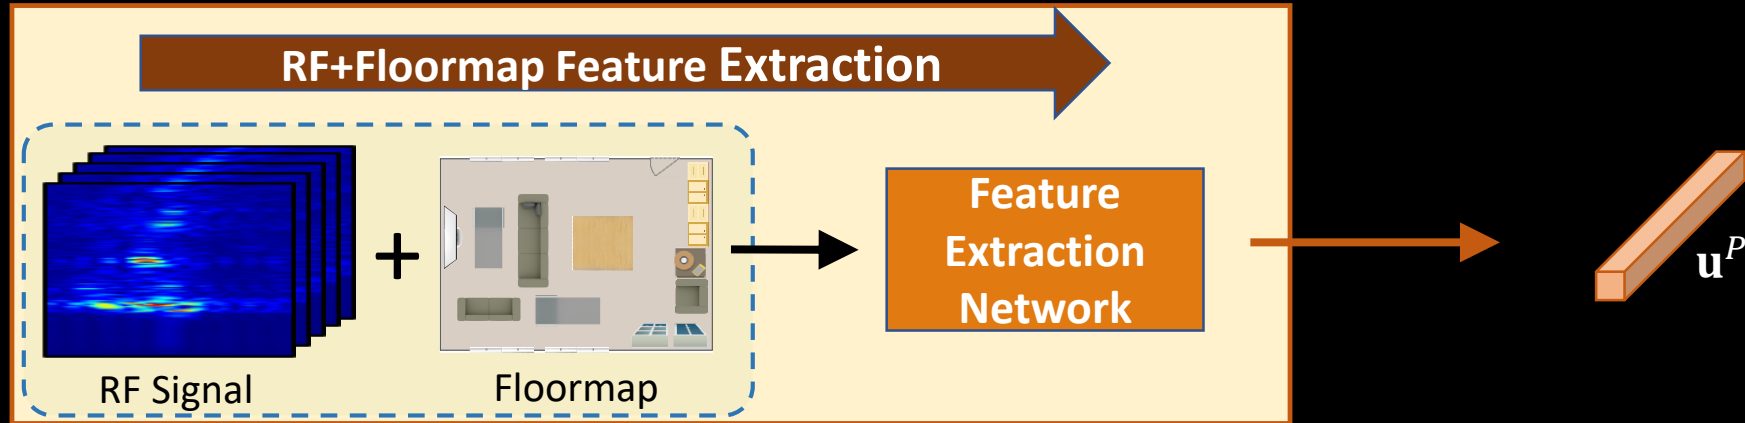 RF+Floormap Feature Extraction
+
RF Signal
Floormap
Feature
Extraction
Network
u^P